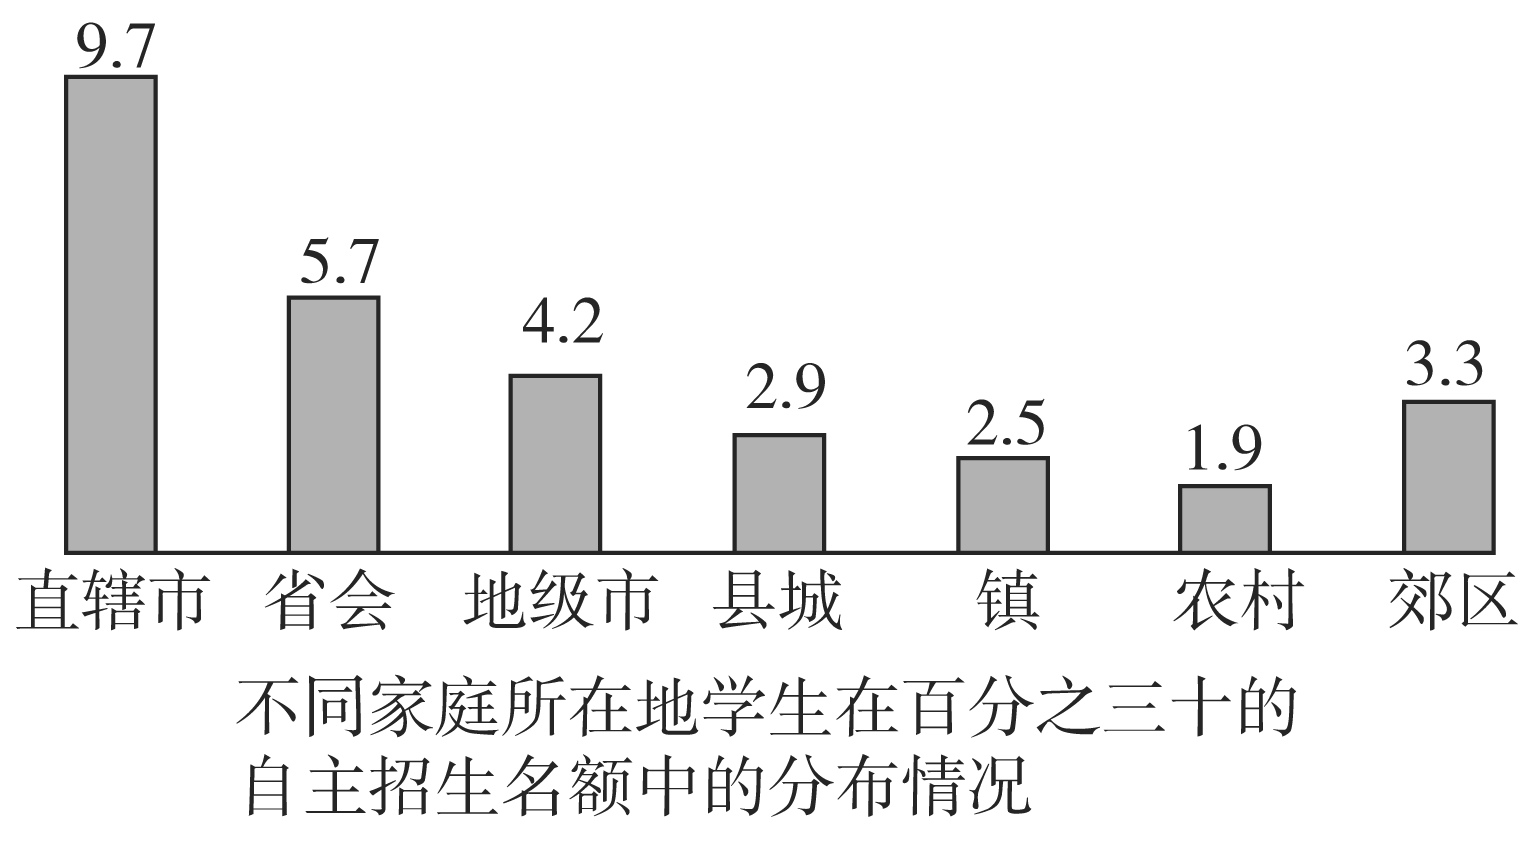 9.7
5.7
4.2
2.9
2.5
1.9
3.3
直辖市 省会 地级市 县城 镇 农村 郊区
不同家庭所在地学生在百分之三十的
自主招生名额中的分布情况